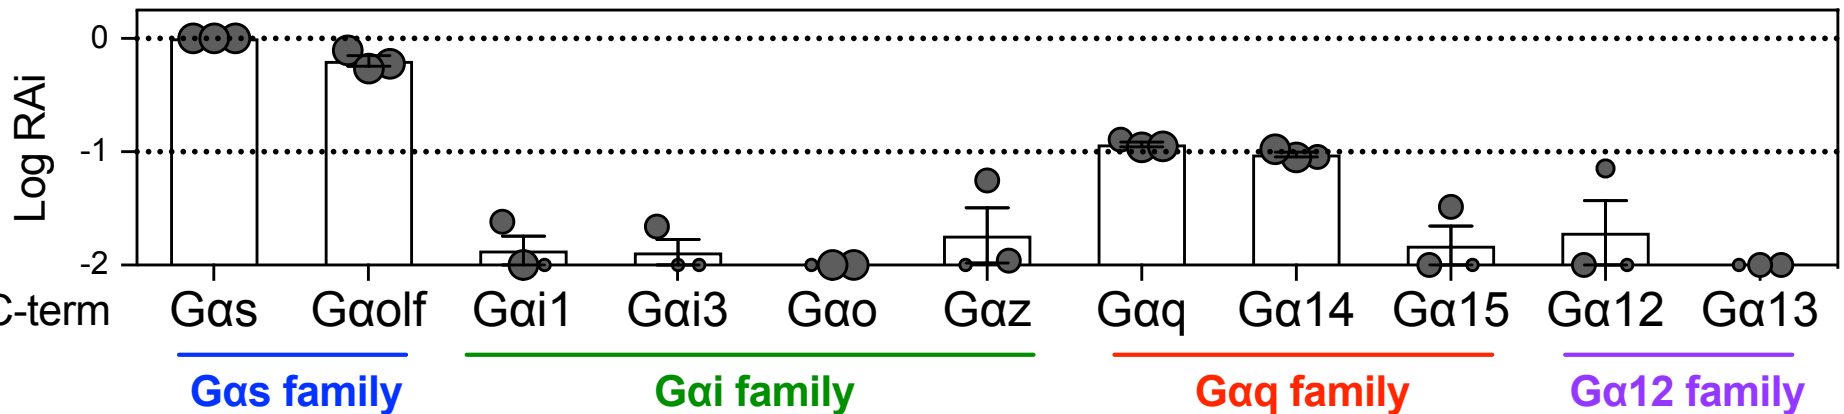 Log RAi
0
-1
-2
C-term Gαs Gαolf Gαi1 Gαi3 Gαo Gαz Gαq Gα14 Gα15 Gα12 Gα13
Gαs family Gαi family Gαq family Gα12 family